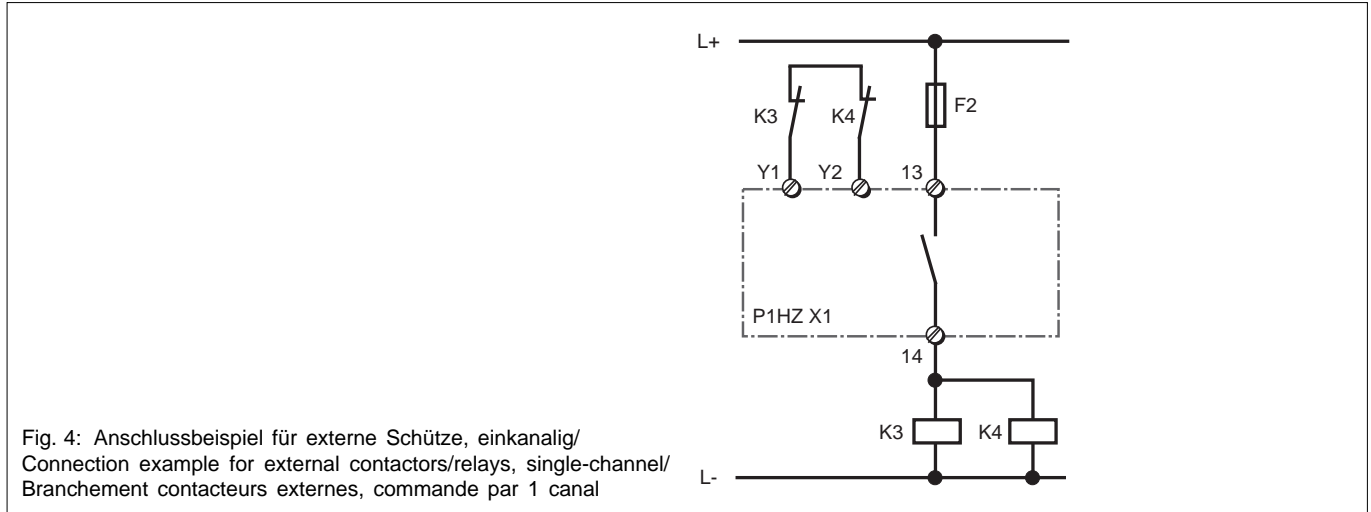 L+
F2
K3 K4
Y1 Y2 13
P1HZ X1
14
K3 K4
L-
Fig. 4: Anschlussbeispiel für externe Schütze, einkanalig/
Connection example for external contactors/relays, single-channel/
Branchement contacteurs externes, commande par 1 canal